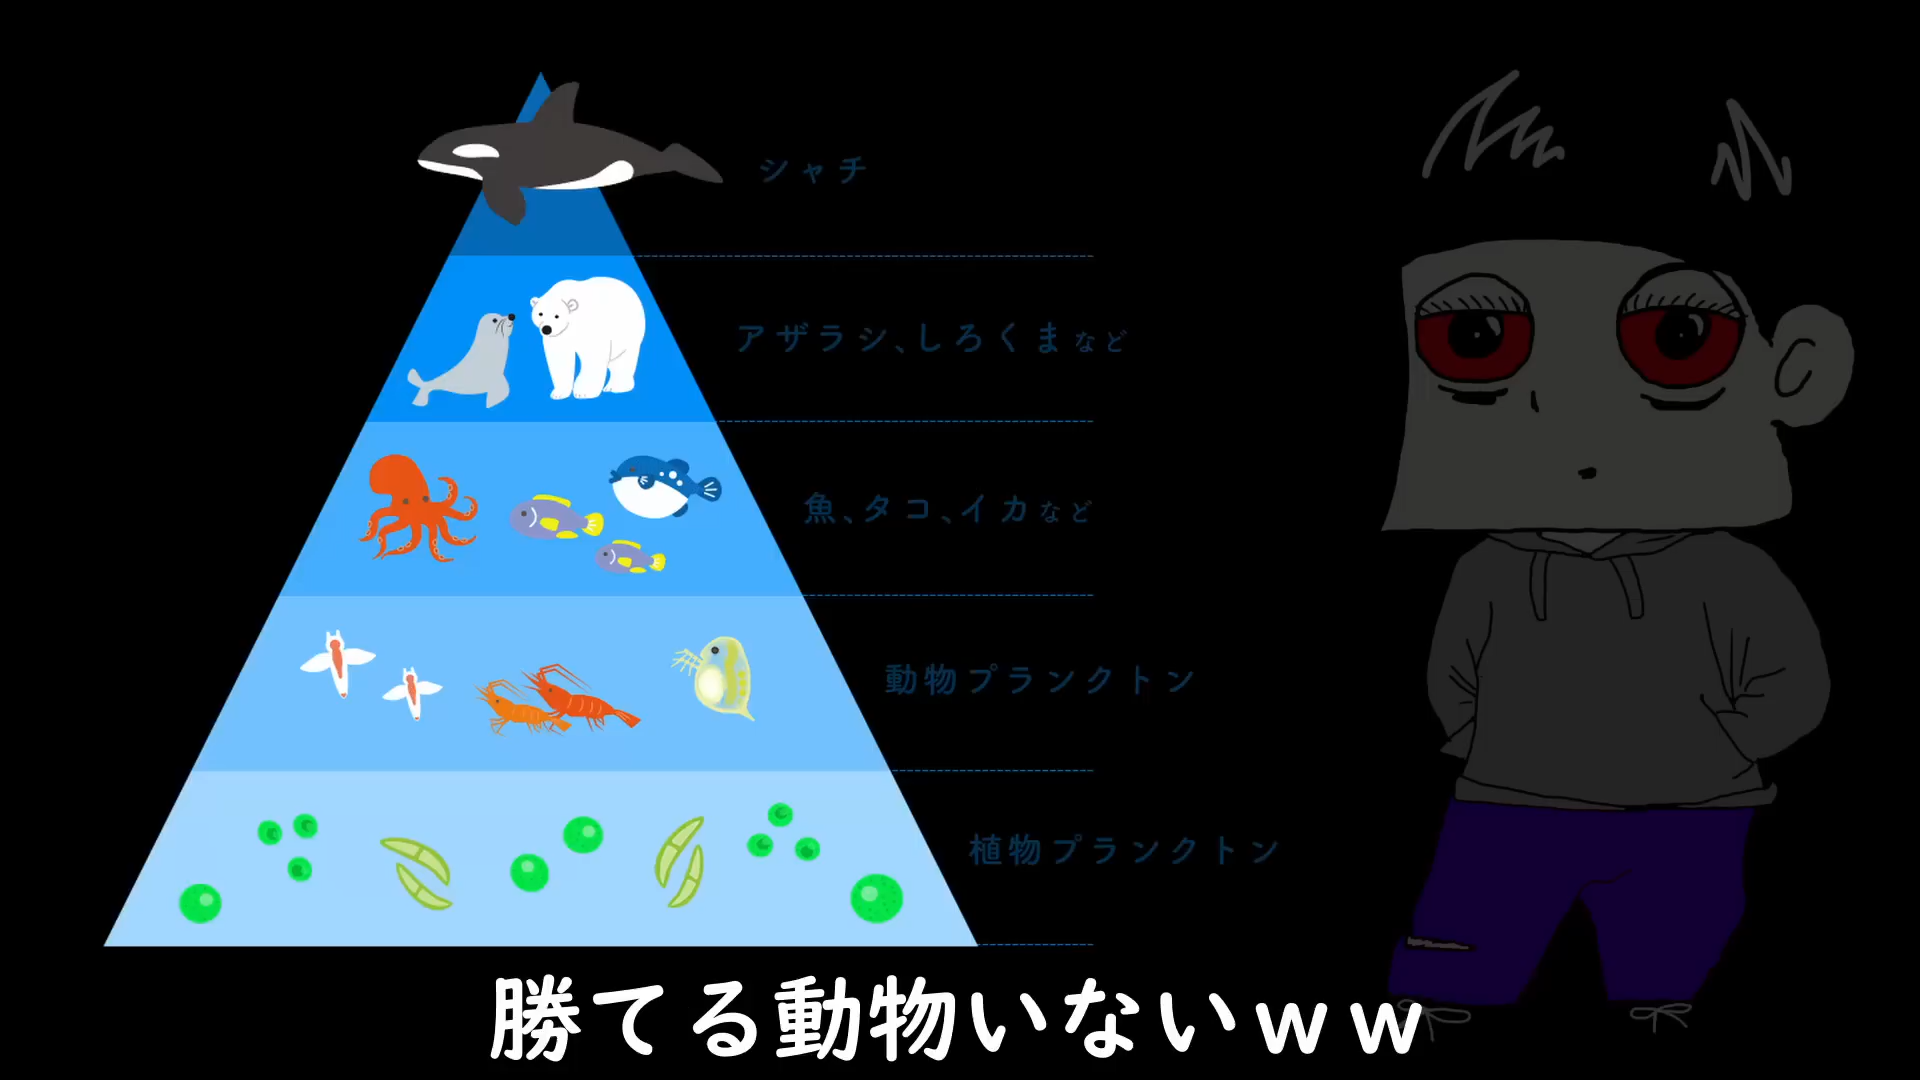 シャチ
アザラシ、しろくまなど
魚、タコ、イカなど
動物プランクトン
植物プランクトン
勝てる動物いないｗｗ